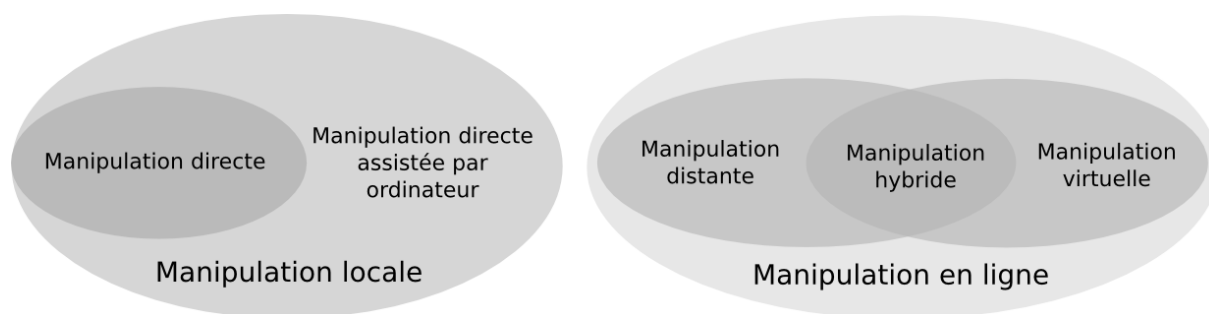 Manipulation directe
Manipulation directe
assistée par
ordinateur
Manipulation locale
Manipulation
distante
Manipulation
hybride
Manipulation
virtuelle
Manipulation en ligne